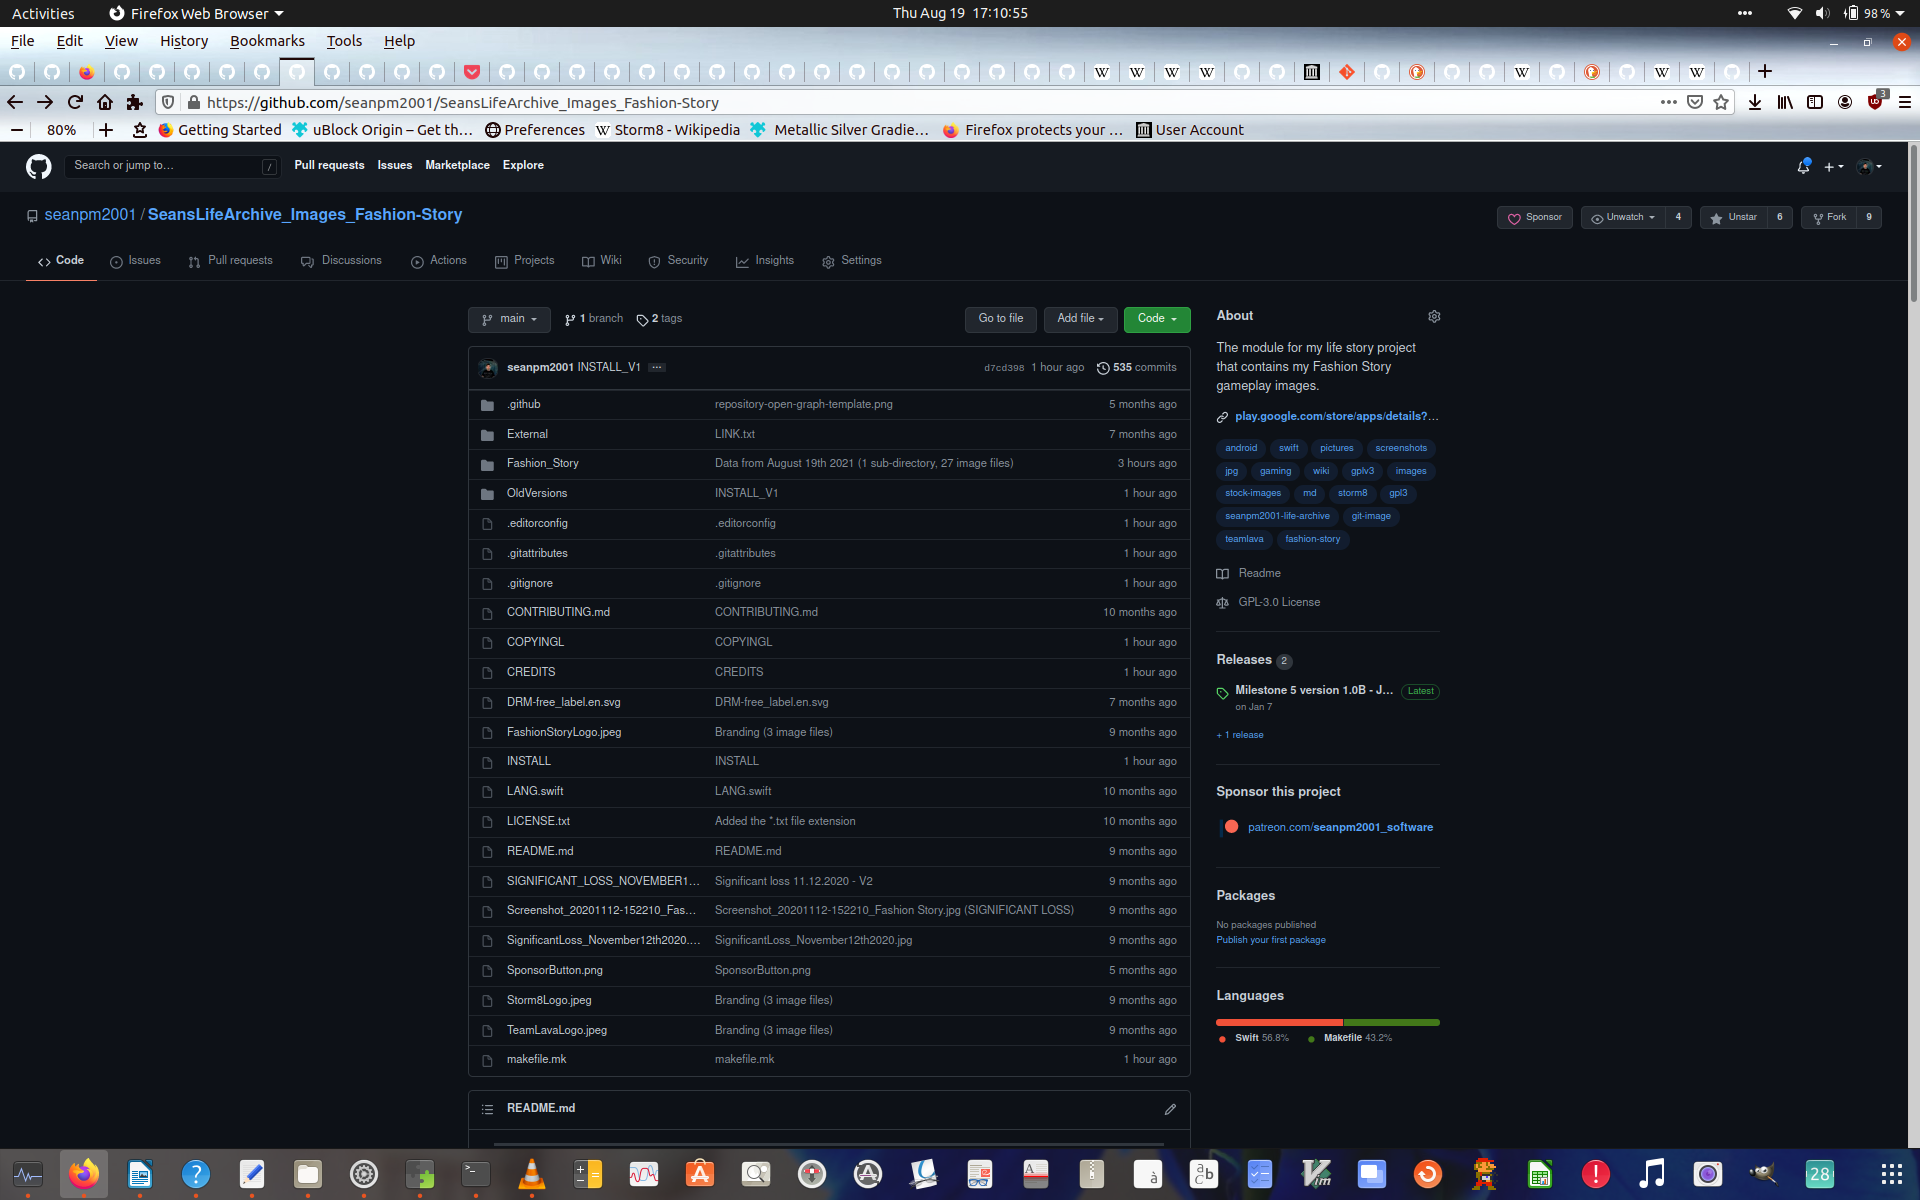 Activities
Firefox Web Browser
Thu Aug 19 17:10:55
98 %
File Edit View History Bookmarks Tools Help
https://github.com/seanpm2001/SeansLifeArchive_Images_Fashion-Story
3
80%
Getting Started
uBlock Origin – Get th…
Preferences
Storm8 - Wikipedia
Metallic Silver Gradie…
Firefox protects your …
User Account
Search or jump to…
/
Pull requests
Issues
Marketplace
Explore
seanpm2001 / SeansLifeArchive_Images_Fashion-Story
Sponsor
Unwatch 4
Unstar 6
Fork 9
Code
Issues
Pull requests
Discussions
Actions
Projects
Wiki
Security
Insights
Settings
main
1 branch
2 tags
Go to file
Add file
Code
seanpm2001 INSTALL_V1 … d7cd398 1 hour ago 535 commits
.github repository-open-graph-template.png 5 months ago
External LINK.txt 7 months ago
Fashion_Story Data from August 19th 2021 (1 sub-directory, 27 image files) 3 hours ago
OldVersions INSTALL_V1 1 hour ago
.editorconfig .editorconfig 1 hour ago
.gitattributes .gitattributes 1 hour ago
.gitignore .gitignore 1 hour ago
CONTRIBUTING.md CONTRIBUTING.md 10 months ago
COPYINGL COPYINGL 1 hour ago
CREDITS CREDITS 1 hour ago
DRM-free_label.en.svg DRM-free_label.en.svg 7 months ago
FashionStoryLogo.jpeg Branding (3 image files) 9 months ago
INSTALL INSTALL 1 hour ago
LANG.swift LANG.swift 10 months ago
LICENSE.txt Added the *.txt file extension 10 months ago
README.md README.md 9 months ago
SIGNIFICANT_LOSS_NOVEMBER1… Significant loss 11.12.2020 - V2 9 months ago
Screenshot_20201112-152210_Fas… Screenshot_20201112-152210_Fashion Story.jpg (SIGNIFICANT LOSS) 9 months ago
SignificantLoss_November12th2020.… SignificantLoss_November12th2020.jpg 9 months ago
SponsorButton.png SponsorButton.png 5 months ago
Storm8Logo.jpeg Branding (3 image files) 9 months ago
TeamLavaLogo.jpeg Branding (3 image files) 9 months ago
makefile.mk makefile.mk 1 hour ago
README.md
About
The module for my life story project
that contains my Fashion Story
gameplay images.
play.google.com/store/apps/details?…
android swift pictures screenshots
jpg gaming wiki gplv3 images
stock-images md storm8 gpl3
seanpm2001-life-archive git-image
teamlava fashion-story
Readme
GPL-3.0 License
Releases 2
Milestone 5 version 1.0B - J… Latest
on Jan 7
+ 1 release
Sponsor this project
patreon.com/seanpm2001_software
Packages
No packages published
Publish your first package
Languages
Swift 56.8% Makefile 43.2%
28